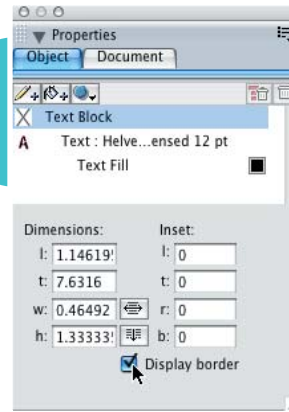 Properties
Object Document
Text Block
A Text : Helve...ensed 12 pt
Text Fill
Dimensions: Inset:
l: 1.14619 l: 0
t: 7.6316 t: 0
w: 0.46492 r: 0
h: 1.33333 b: 0
Display border